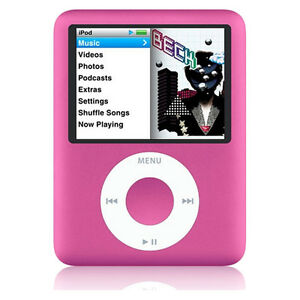 iPod
Music
Videos
Photos
Podcasts
Extras
Settings
Shuffle Songs
Now Playing
BECK
MENU